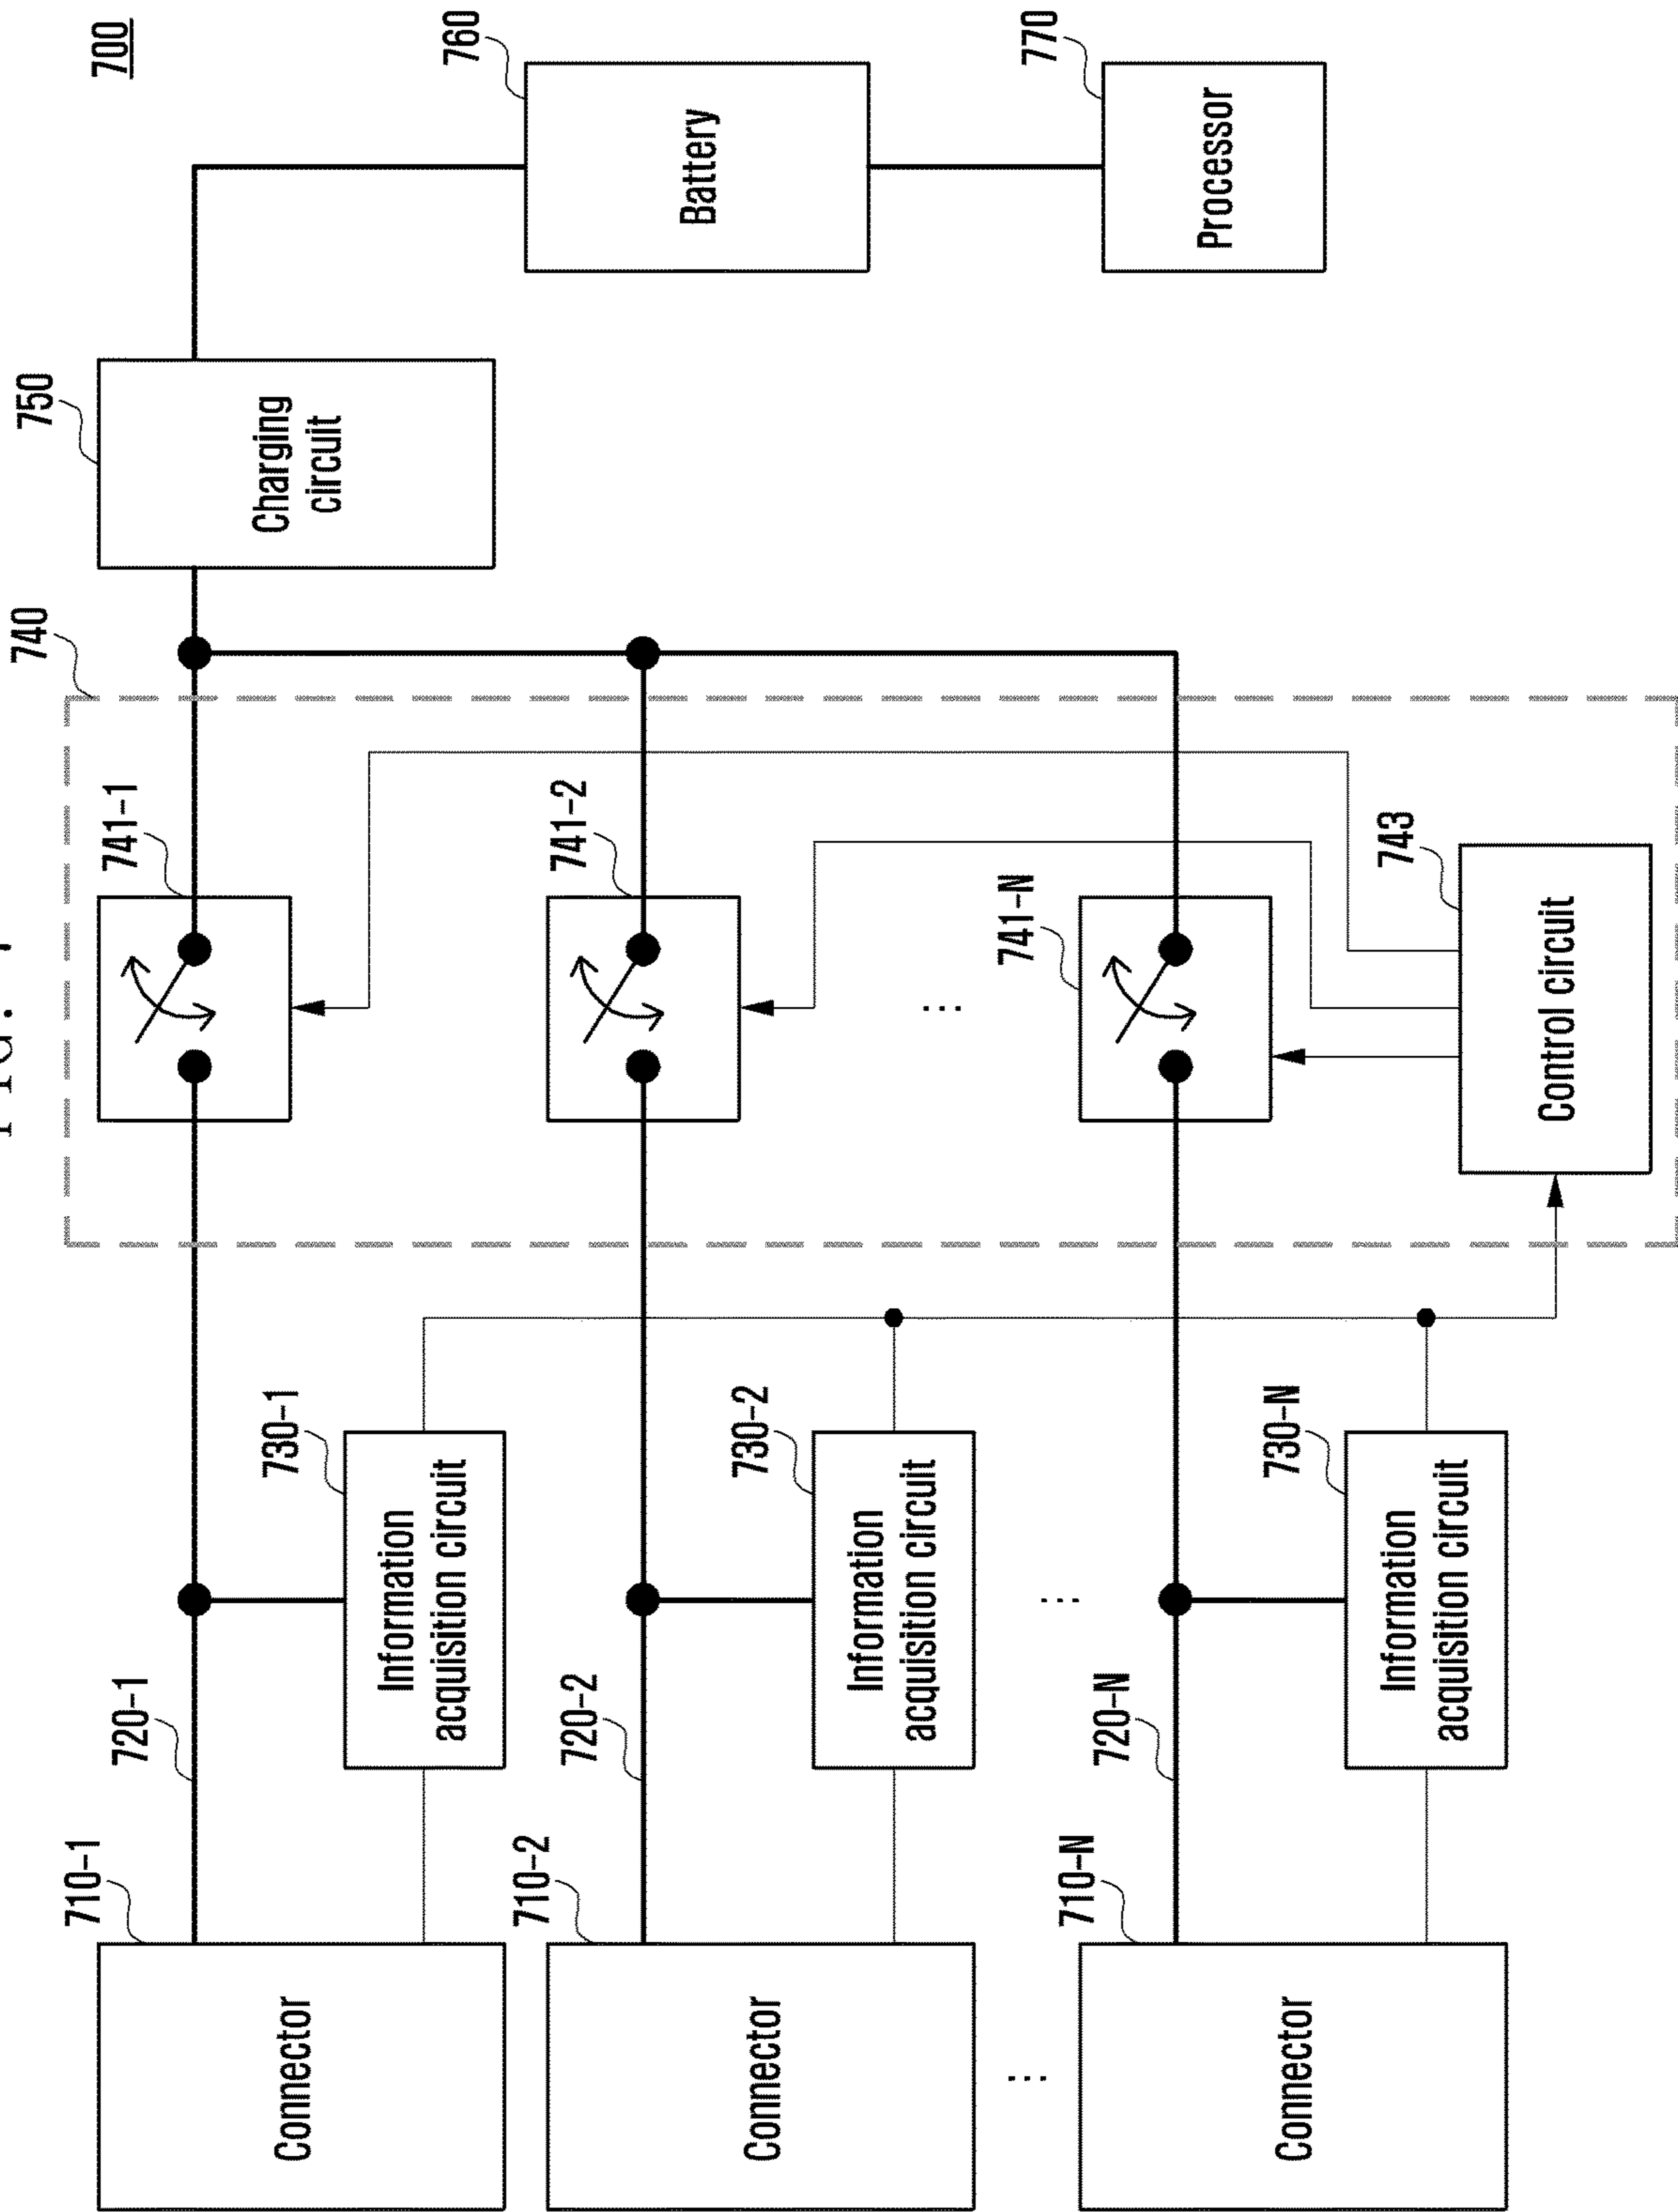 FIG. 7
700
710-1
720-1
730-1
740
741-1
750
760
770
Connector
Information
acquisition circuit
Charging
circuit
Battery
Processor
710-2
720-2
730-2
741-2
Connector
Information
acquisition circuit
...
...
...
710-N
720-N
730-N
741-N
743
Connector
Information
acquisition circuit
Control circuit